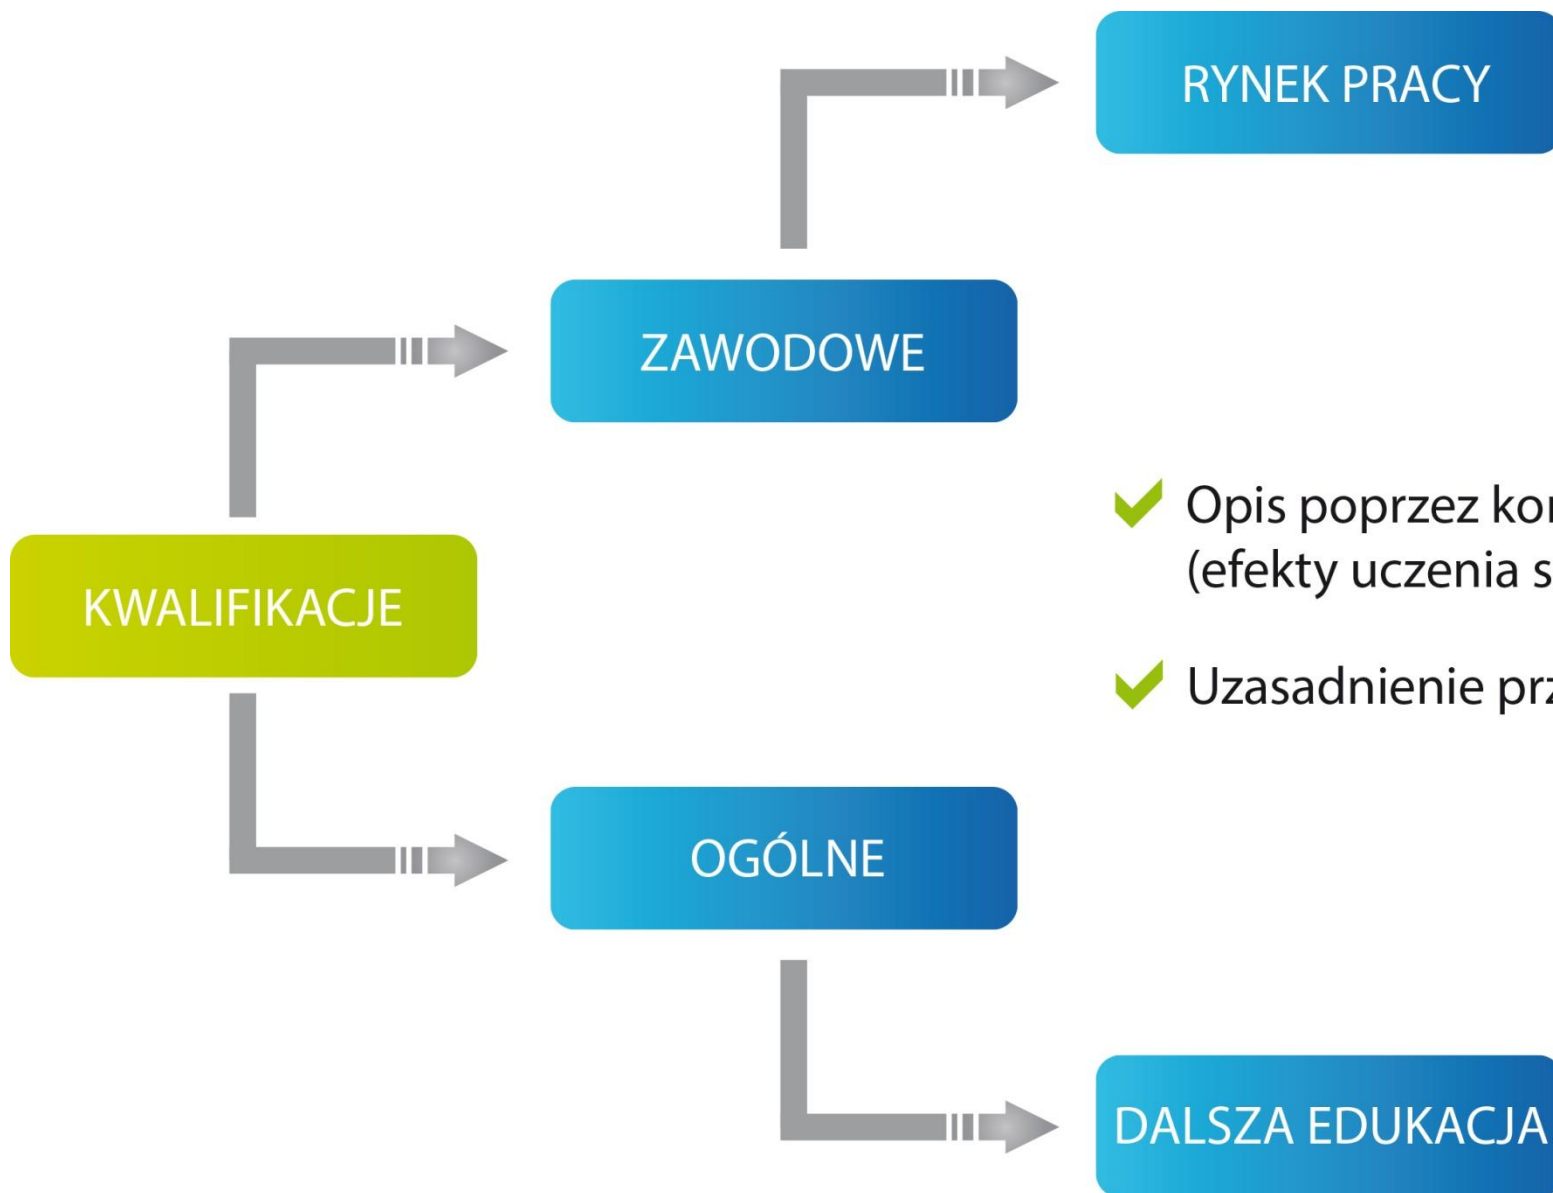 RYNEK PRACY
ZAWODOWE
Opis poprzez
(efekty uczenia
KWALIFIKACJE
Uzasadnienie
OGÓLNE
DALSZA EDUKACJA